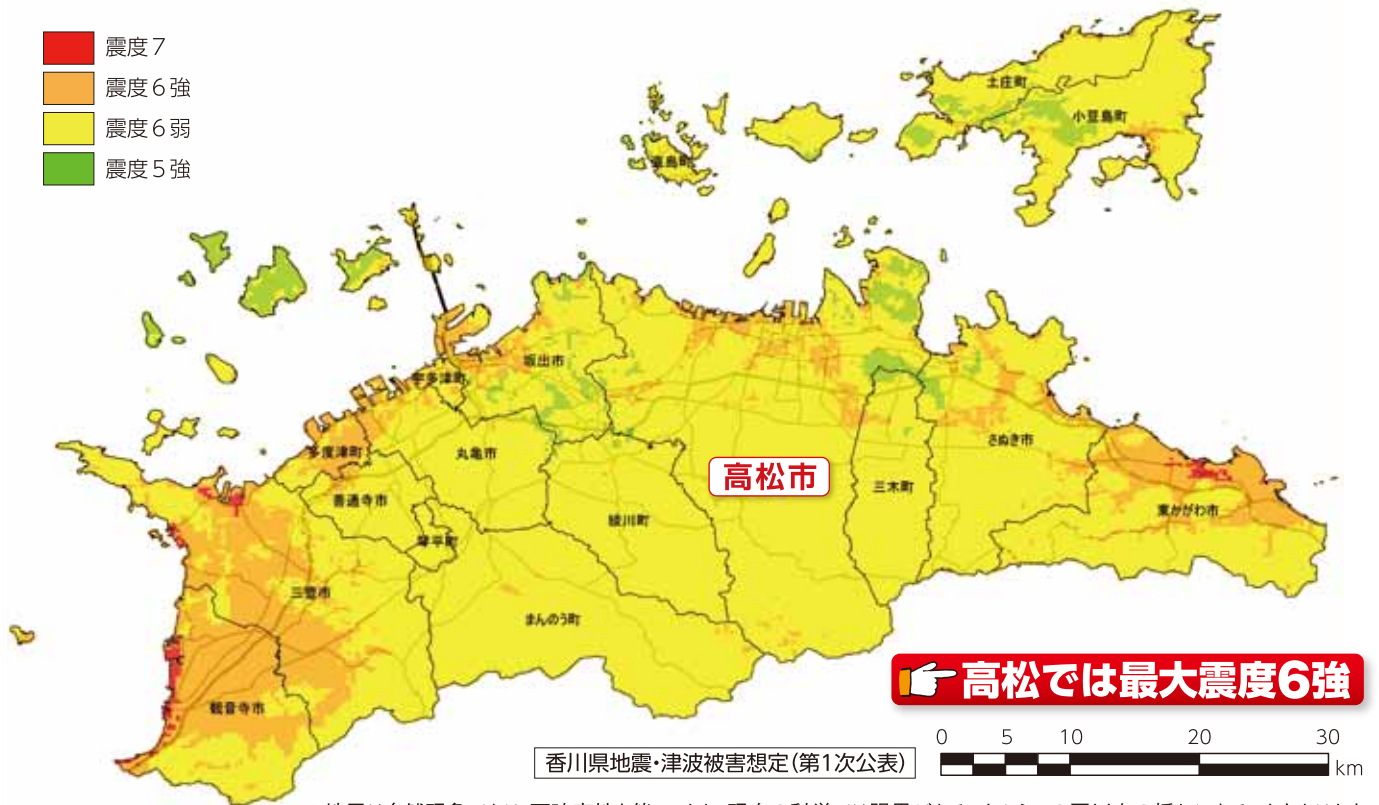 震度7
震度6強
震度6弱
震度5強
土庄町
小豆島町
直島町
坂出市
宇多津町
多度津町
丸亀市
善通寺市
琴平町
綾川町
高松市
三木町
さぬき市
東かがわ市
三豊市
まんのう町
観音寺市
高松では最大震度6強
香川県地震・津波被害想定(第1次公表)
0 5 10 20 30
km